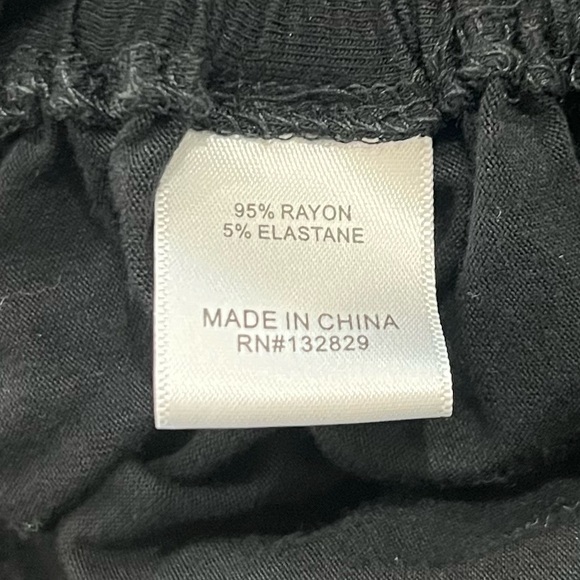 95% RAYON
5% ELASTANE
MADE IN CHINA
RN#132829